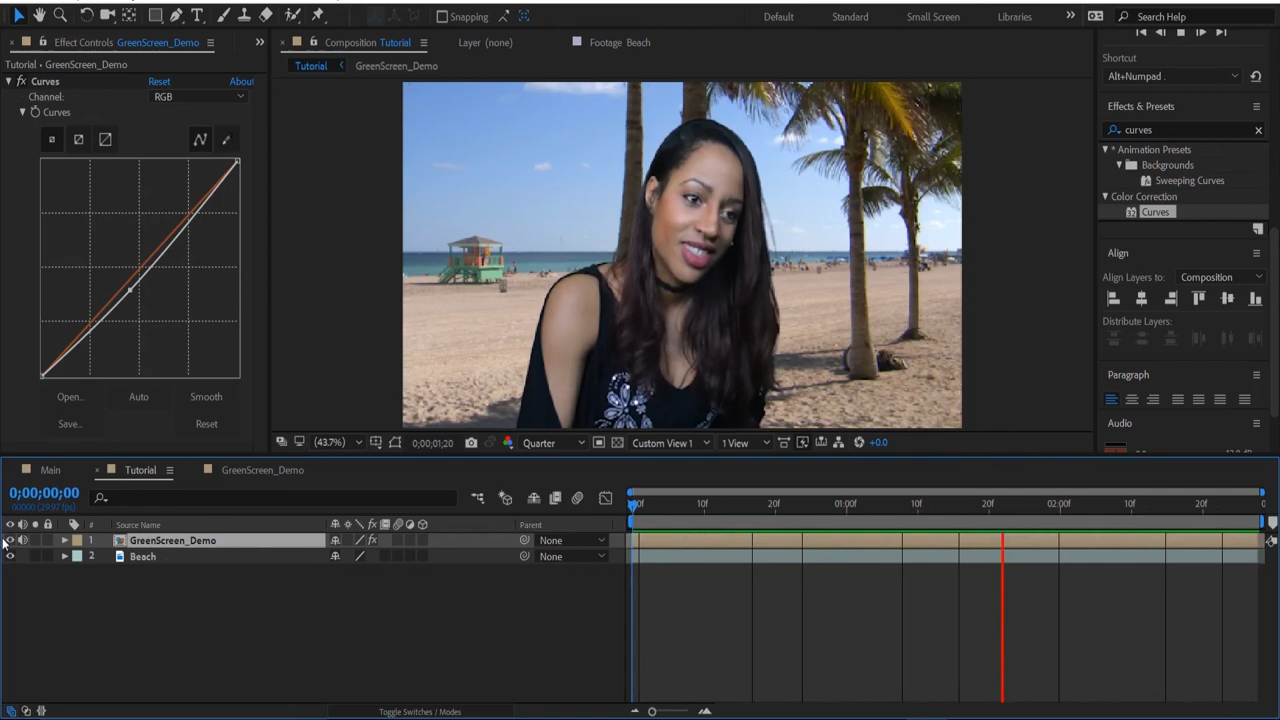 Snapping
Default
Standard
Small Screen
Libraries
Search Help
Effect Controls GreenScreen_Demo
Composition Tutorial
Layer (none)
Footage Beach
Tutorial
GreenScreen_Demo
Tutorial • GreenScreen_Demo
fx Curves
Reset
Abou
Channel:
RGB
Curves
Open...
Auto
Smooth
Save...
Reset
Shortcut
Alt+Numpad .
Effects & Presets
curves
* Animation Presets
Backgrounds
Sweeping Curves
Color Correction
Curves
Align
Align Layers to:
Composition
Distribute Layers:
Paragraph
Audio
(43.7%)
0;00;01;20
Quarter
Custom View 1
1 View
+0.0
Main
Tutorial
GreenScreen_Demo
0;00;00;00
00000 (29.97 fps)
10f
20f
01:00f
10f
20f
02:00f
10f
20f
#
Source Name
fx
Parent
1
GreenScreen_Demo
fx
None
2
Beach
None
Toggle Switches / Modes